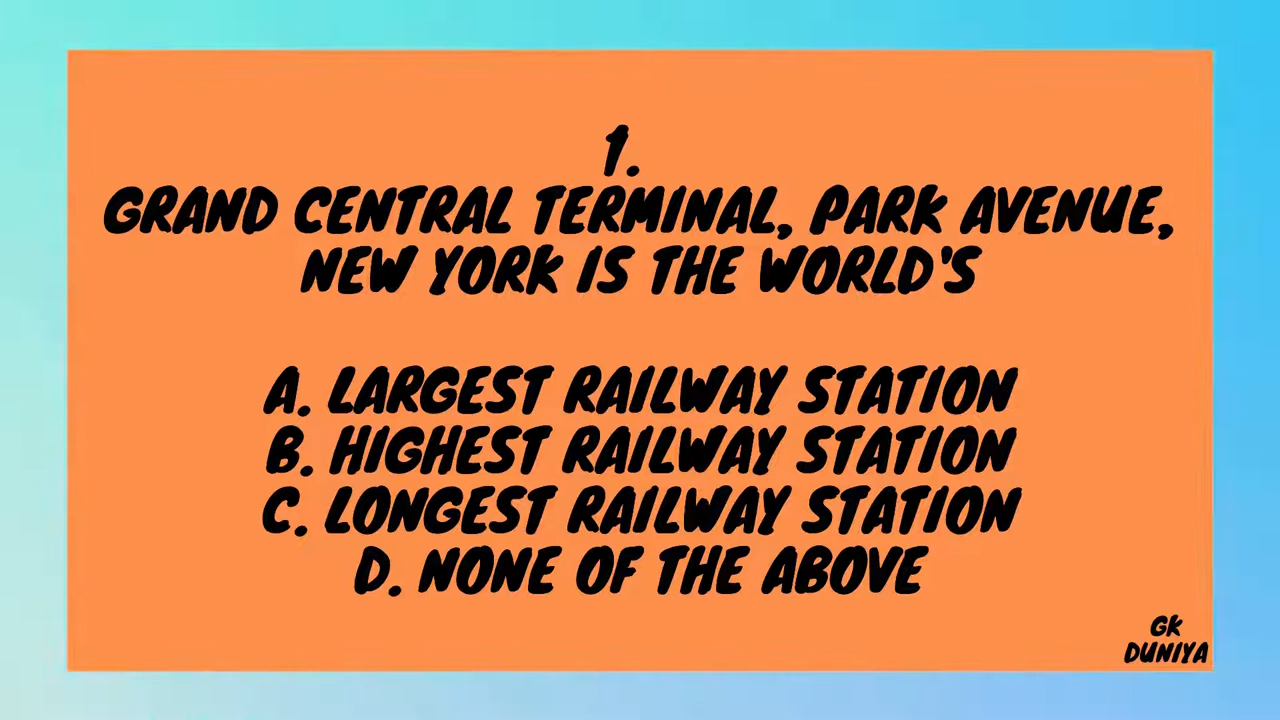 1.
GRAND CENTRAL TERMINAL, PARK AVENUE,
NEW YORK IS THE WORLD'S
A. LARGEST RAILWAY STATION
B. HIGHEST RAILWAY STATION
C. LONGEST RAILWAY STATION
D. NONE OF THE ABOVE
GK
DUNIYA